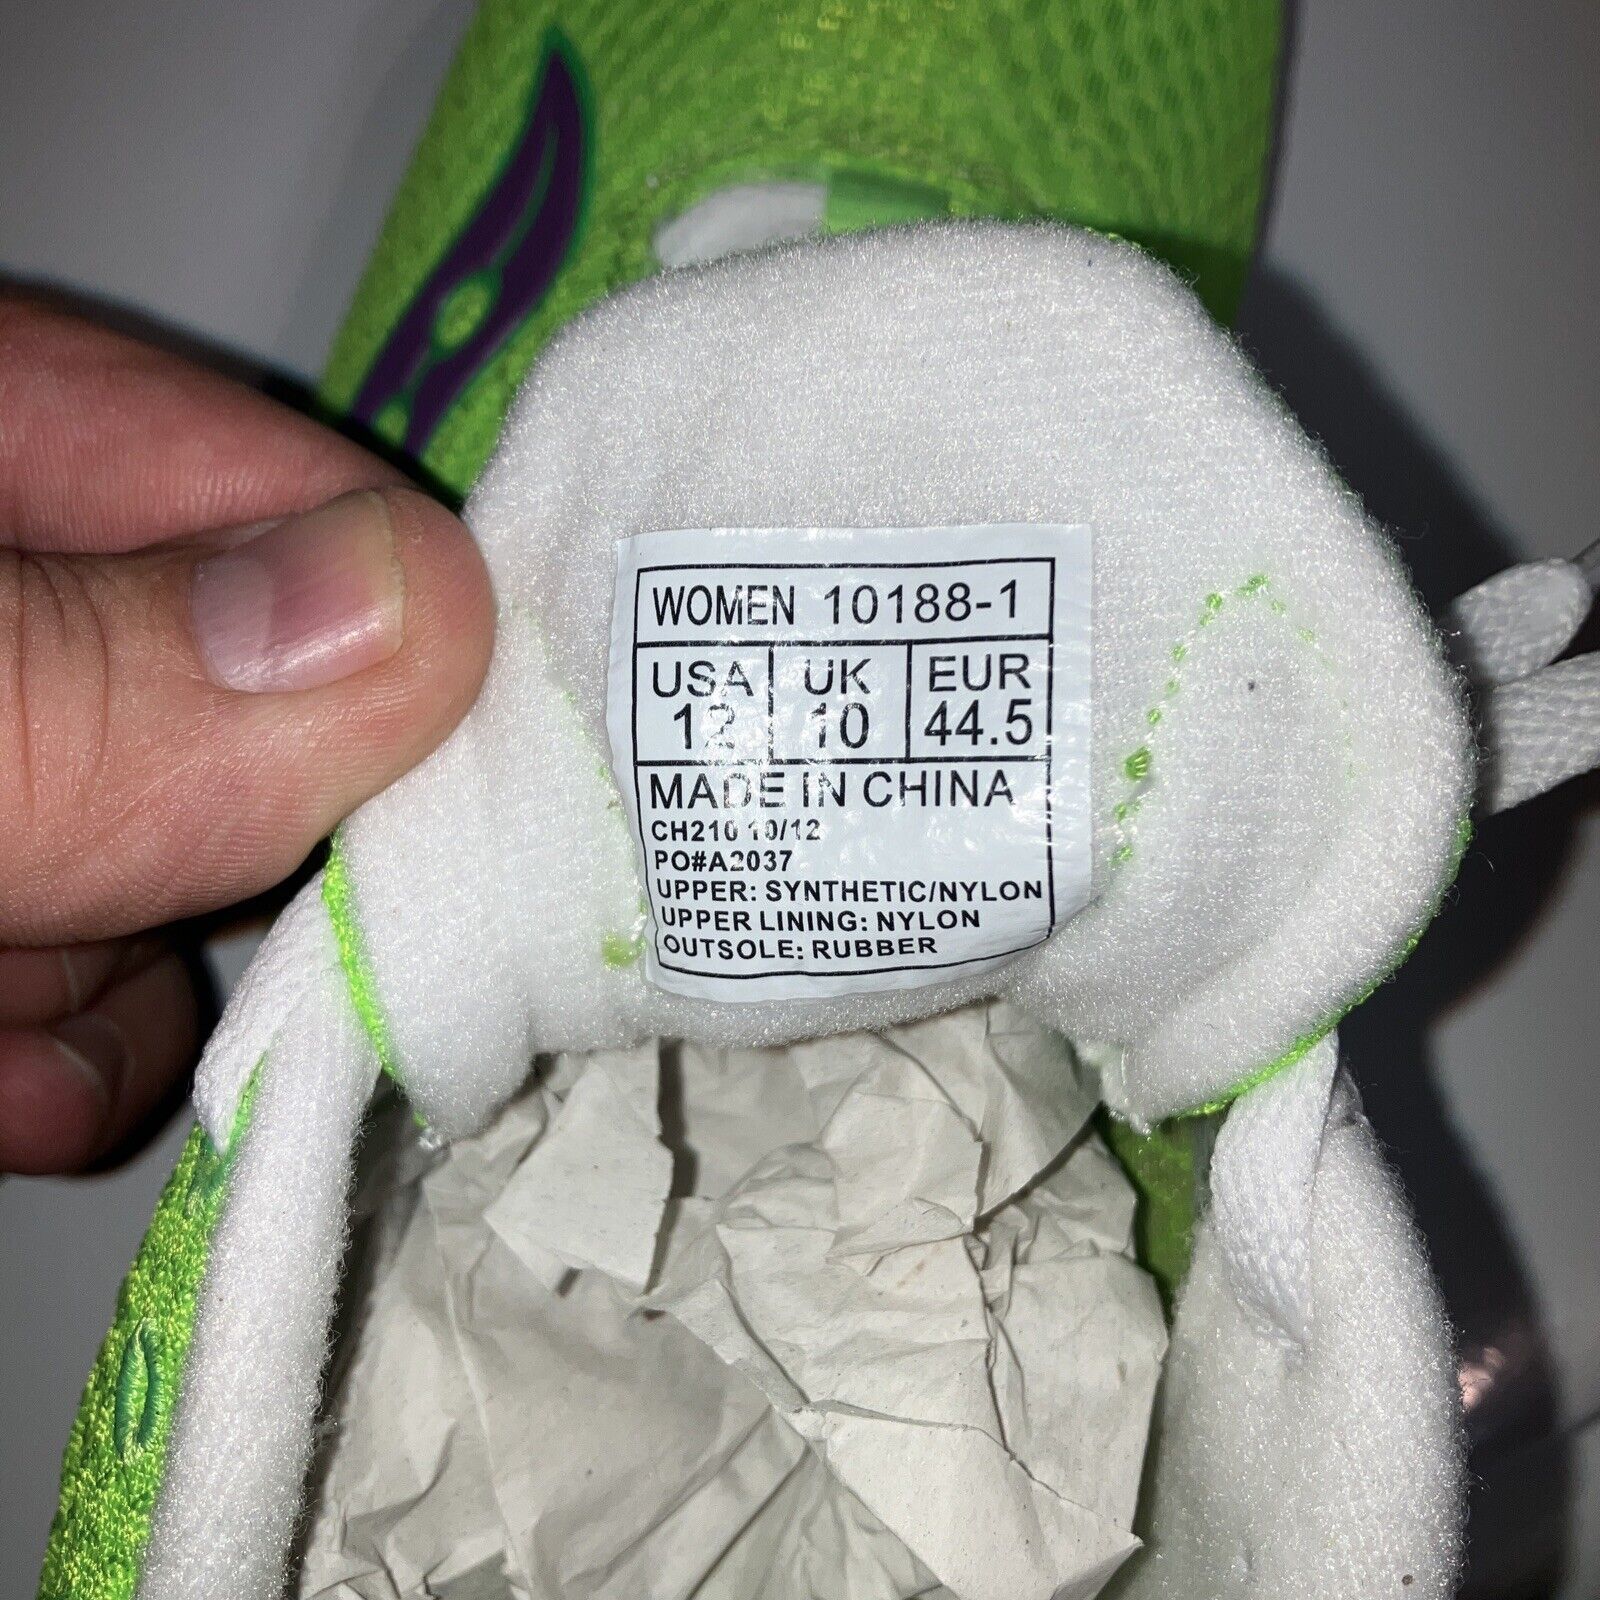 WOMEN 10188-1
USA UK EUR
12 10 44.5
MADE IN CHINA
CH210 10/12
PO#A2037
UPPER: SYNTHETIC/NYLON
UPPER LINING: NYLON
OUTSOLE: RUBBER